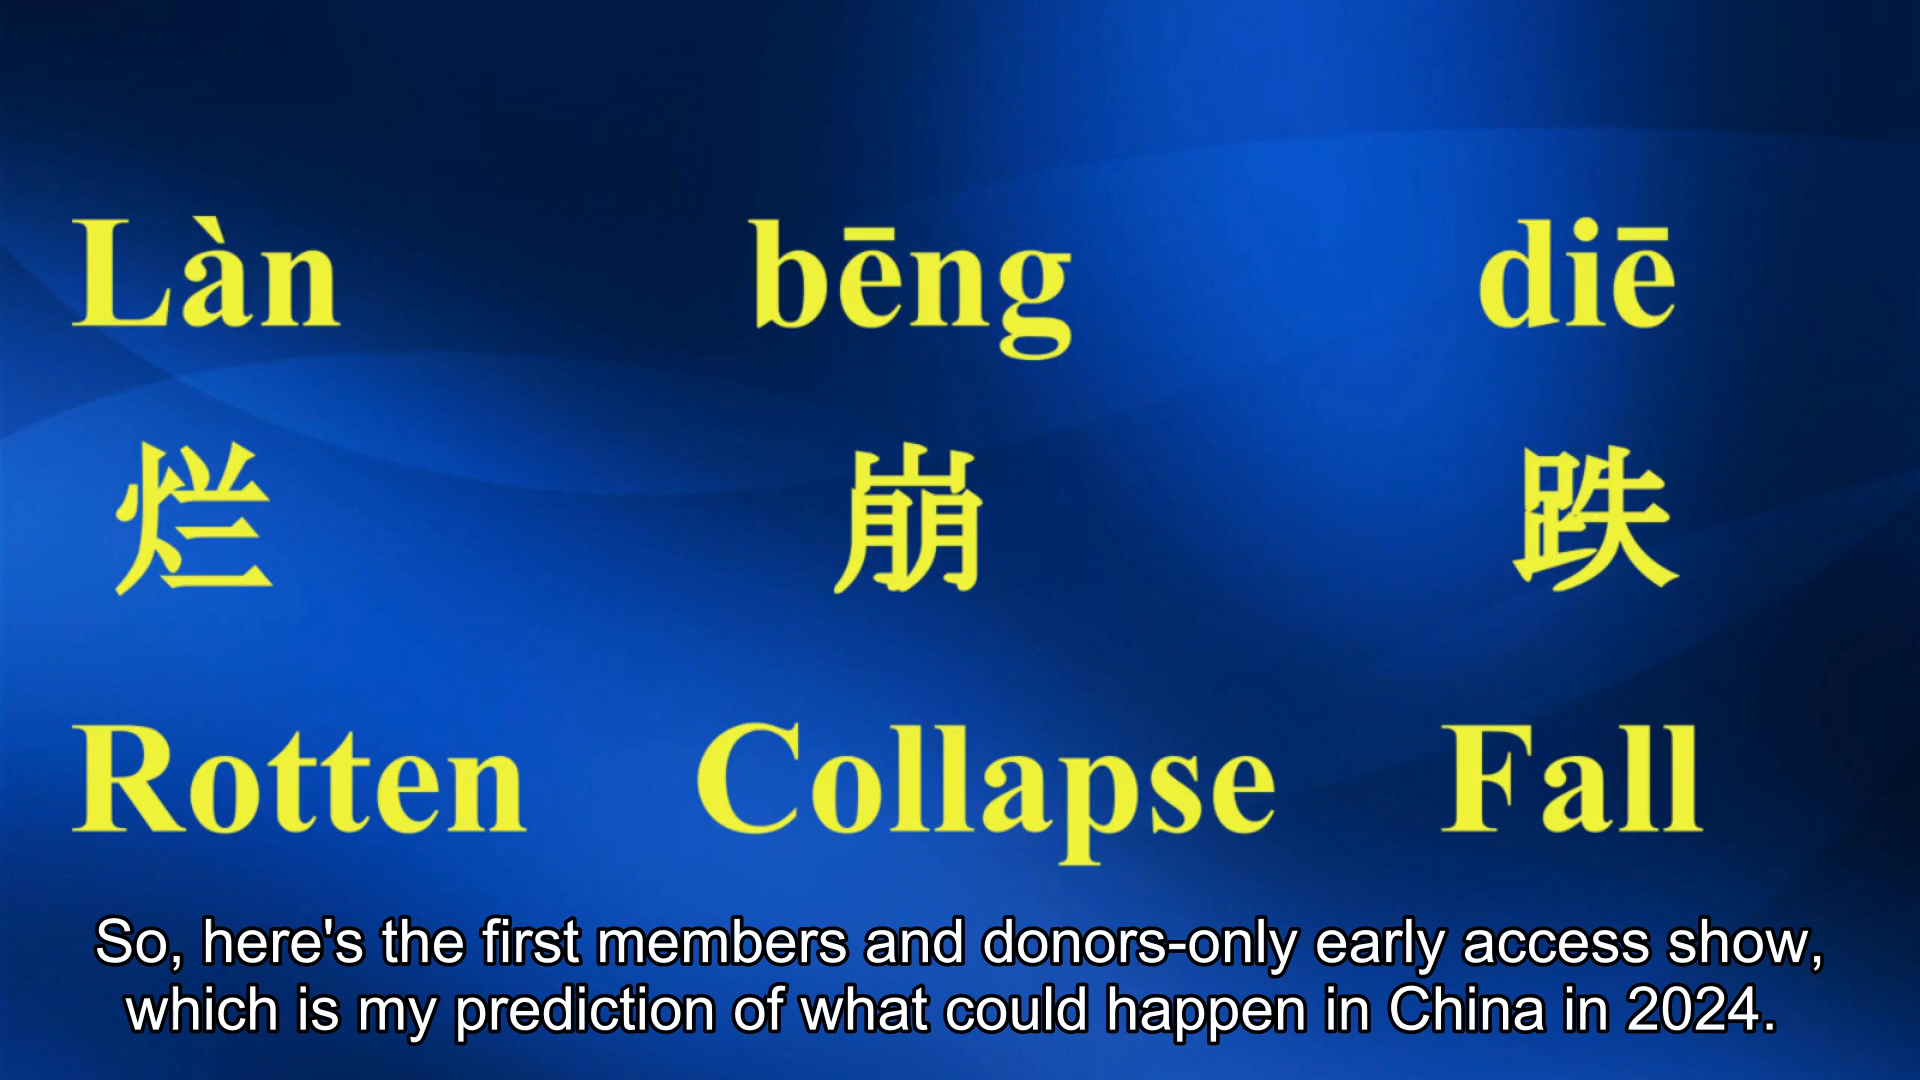 Làn bēng diē
烂 崩 跌
Rotten Collapse Fall
So, here's the first members and donors-only early access show,
which is my prediction of what could happen in China in 2024.